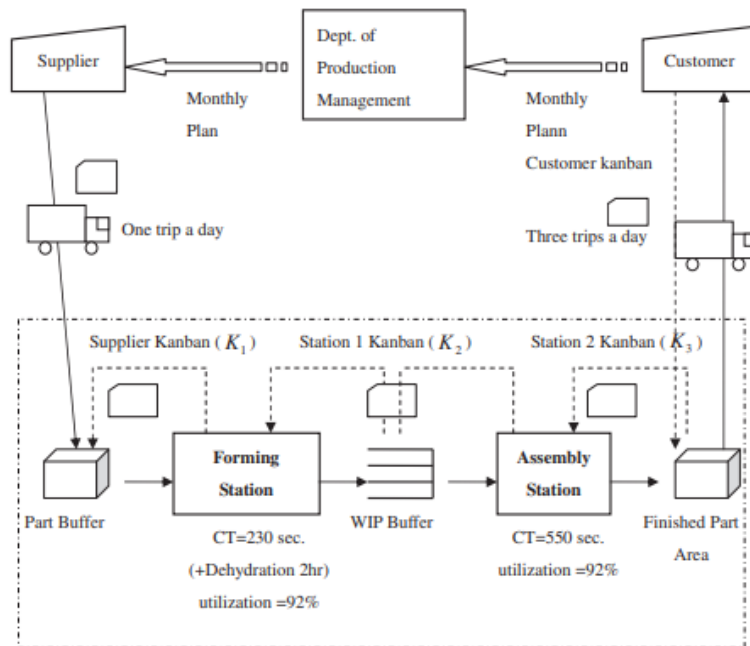 Supplier
Dept. of
Production
Management
Customer
Monthly
Plan
Monthly
Plann
Customer kanban
One trip a day
Three trips a day
Supplier Kanban ( K₁ )
Station 1 Kanban ( K₂ )
Station 2 Kanban ( K₃ )
Forming
Station
Assembly
Station
Part Buffer
WIP Buffer
Finished Part
Area
CT=230 sec.
(+Dehydration 2hr)
utilization =92%
CT=550 sec.
utilization =92%